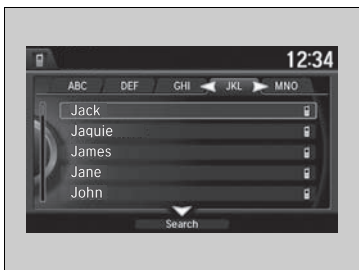 12:34
ABC DEF GHI JKL MNO
Jack
Jaquie
James
Jane
John
Search